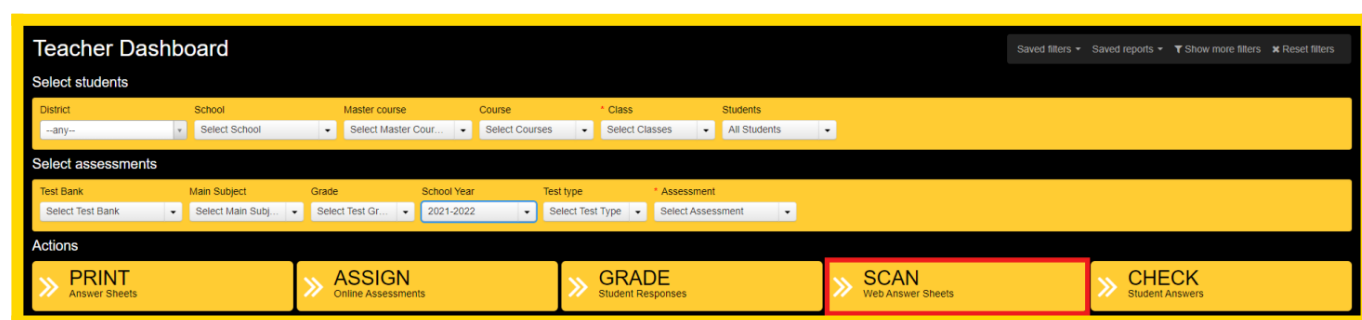 Teacher Dashboard
Saved filters Saved reports Show more filters Reset filters
Select students
District School Master course Course * Class Students
--any-- Select School Select Master Cour... Select Courses Select Classes All Students
Select assessments
Test Bank Main Subject Grade School Year Test type * Assessment
Select Test Bank Select Main Subj... Select Test Gr... 2021-2022 Select Test Type Select Assessment
Actions
PRINT ASSIGN GRADE SCAN CHECK
Answer Sheets Online Assessments Student Responses Web Answer Sheets Student Answers